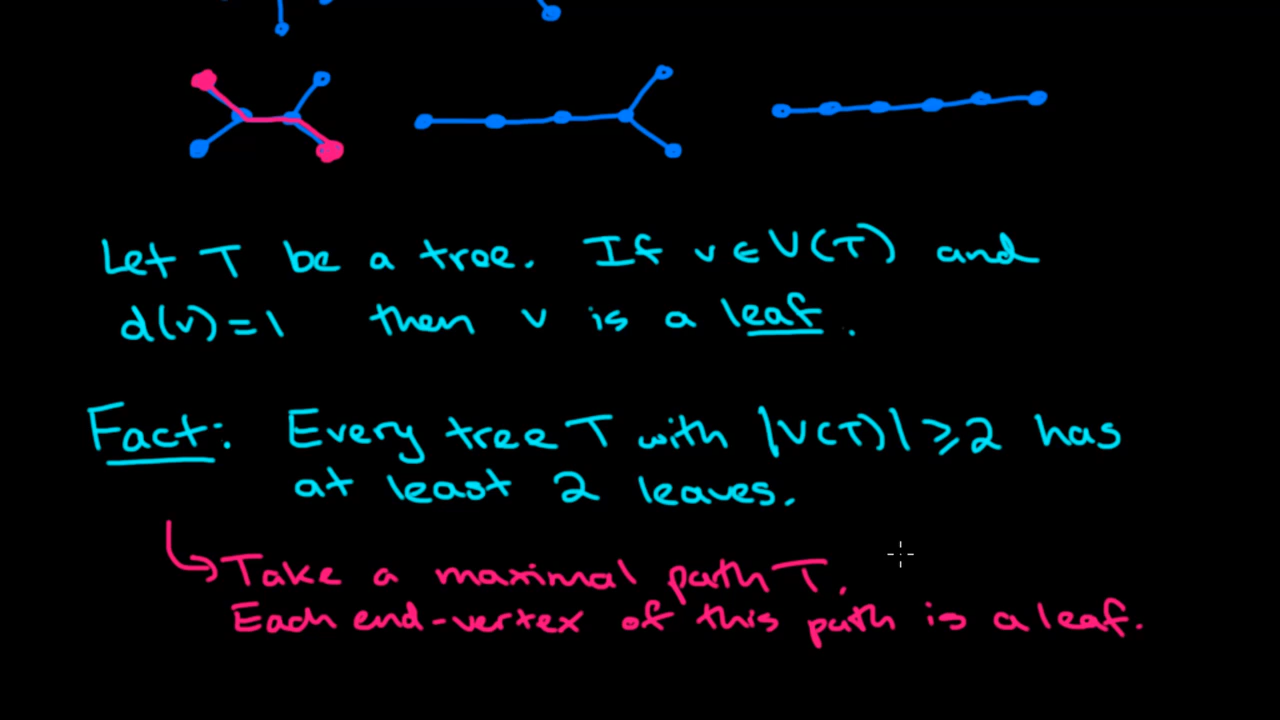 Let T be a tree. If v ∈ V(T) and
d(v)=1 then v is a leaf.
Fact: Every tree T with |V(T)| ⩾ 2 has
at least 2 leaves.
Take a maximal path T.
Each end-vertex of this path is a leaf.